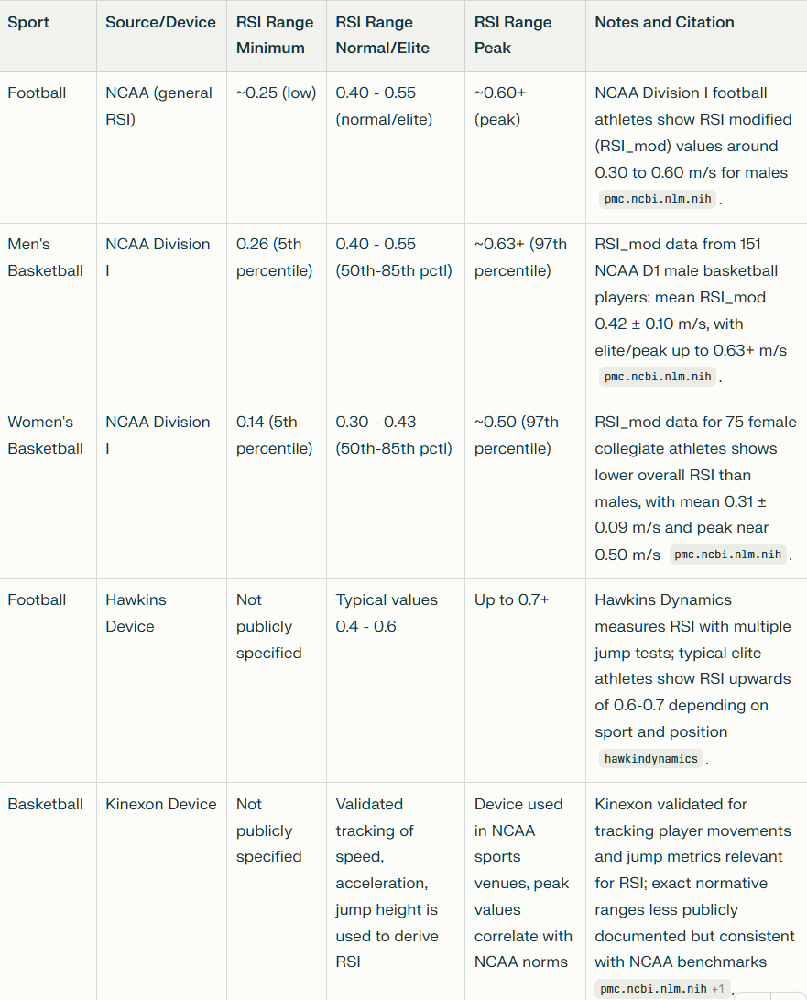 Sport Source/Device RSI Range Minimum RSI Range Normal/Elite RSI Range Peak Notes and Citation
Football
NCAA (general
RSI)
~0.25 (low)
0.40 - 0.55
(normal/elite)
~0.60+
(peak)
NCAA Division I football
athletes show RSI modified
(RSI_mod) values around
0.30 to 0.60 m/s for males
pmc.ncbi.nlm.nih .
Men's
Basketball
NCAA Division
I
0.26 (5th
percentile)
0.40 - 0.55
(50th-85th pctl)
~0.63+ (97th
percentile)
RSI_mod data from 151
NCAA D1 male basketball
players: mean RSI_mod
0.42 ± 0.10 m/s, with
elite/peak up to 0.63+ m/s
pmc.ncbi.nlm.nih .
Women's
Basketball
NCAA Division
I
0.14 (5th
percentile)
0.30 - 0.43
(50th-85th pctl)
~0.50 (97th
percentile)
RSI_mod data for 75 female
collegiate athletes shows
lower overall RSI than
males, with mean 0.31 ±
0.09 m/s and peak near
0.50 m/s pmc.ncbi.nlm.nih .
Football
Hawkins
Device
Not
publicly
specified
Typical values
0.4 - 0.6
Up to 0.7+
Hawkins Dynamics
measures RSI with multiple
jump tests; typical elite
athletes show RSI upwards
of 0.6-0.7 depending on
sport and position
hawkindynamics .
Basketball
Kinexon Device
Not
publicly
specified
Validated
tracking of
speed,
acceleration,
jump height is
used to derive
RSI
Device used
in NCAA
sports
venues, peak
values
correlate with
NCAA norms
Kinexon validated for
tracking player movements
and jump metrics relevant
for RSI; exact normative
ranges less publicly
documented but consistent
with NCAA benchmarks
pmc.ncbi.nlm.nih +1 .